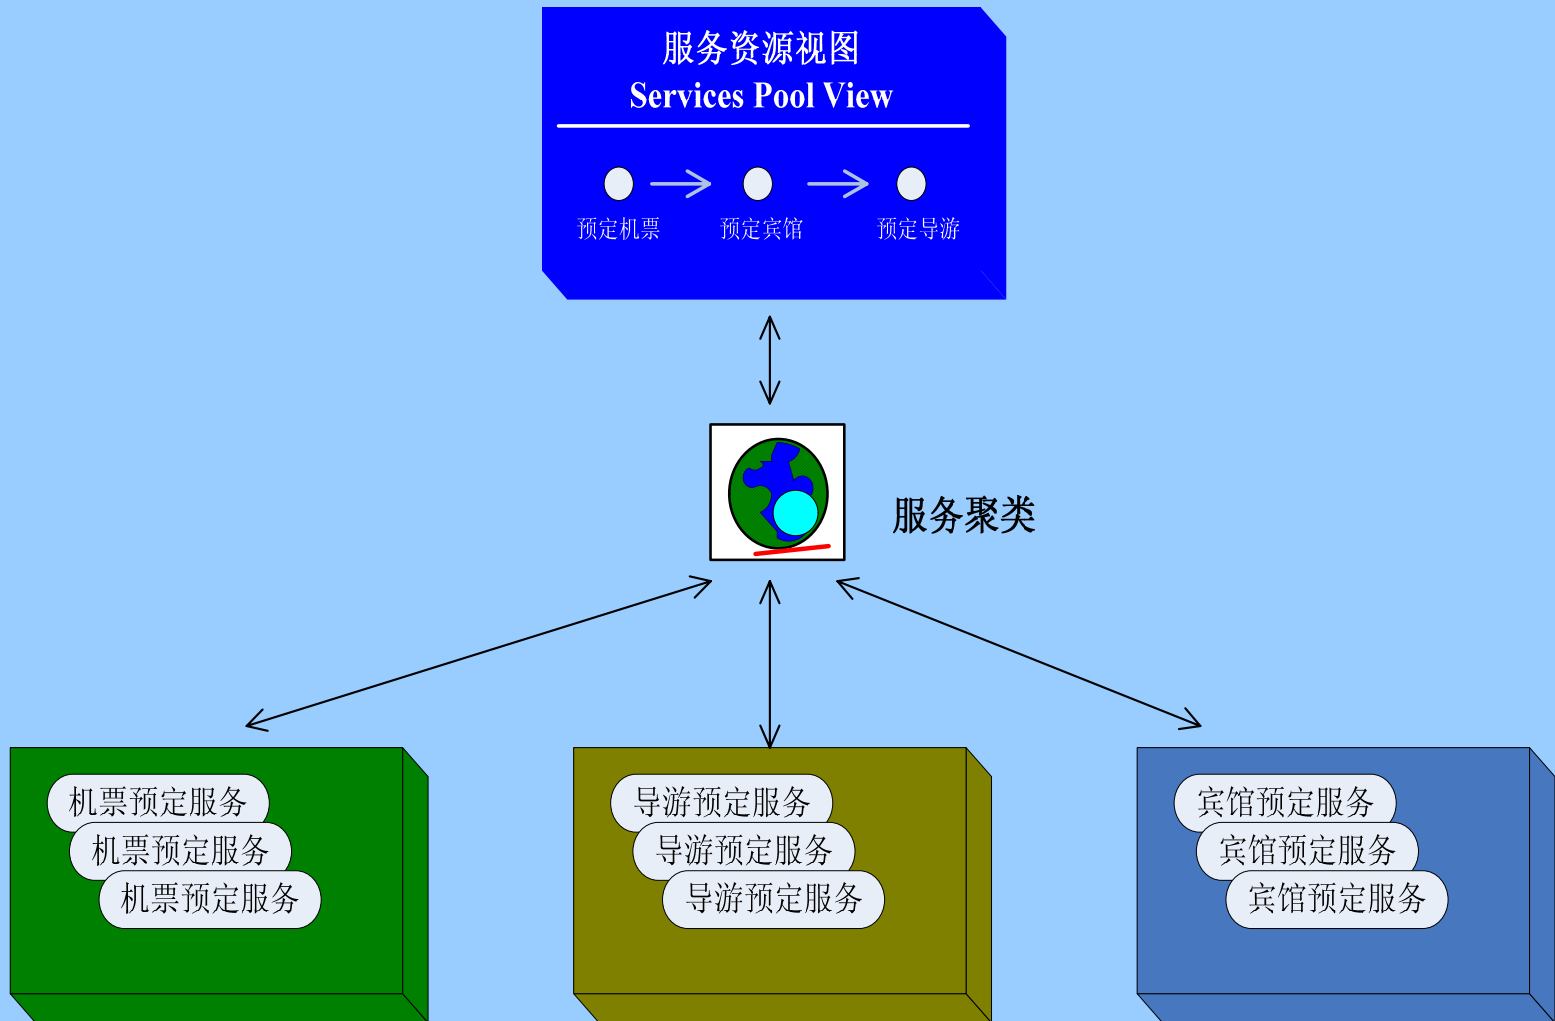 服务资源视图
Services Pool View
预定机票
预定宾馆
预定导游
服务聚类
机票预定服务
机票预定服务
机票预定服务
导游预定服务
导游预定服务
导游预定服务
宾馆预定服务
宾馆预定服务
宾馆预定服务